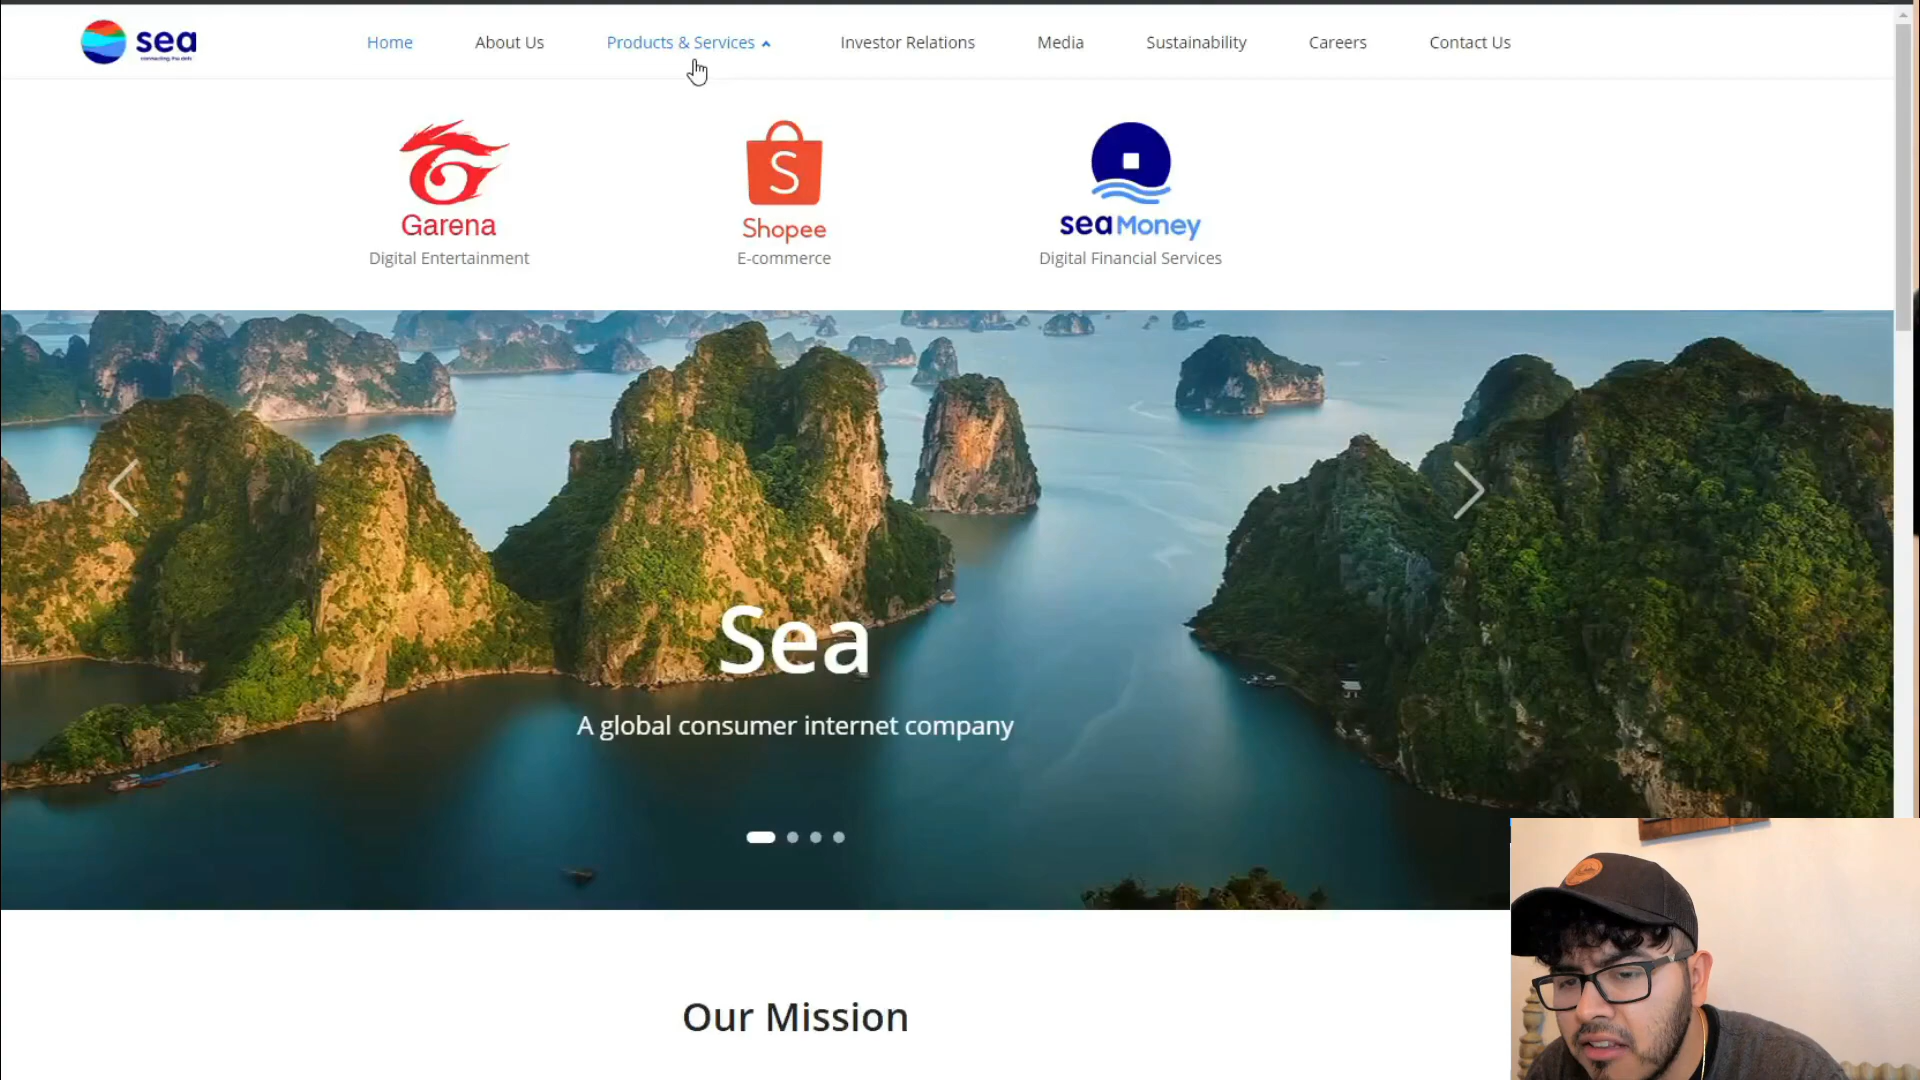 sea
Home
About Us
Products & Services
Investor Relations
Media
Sustainability
Careers
Contact Us
Garena
Digital Entertainment
S
Shopee
E-commerce
sea Money
Digital Financial Services
Sea
A global consumer internet company
Our Mission